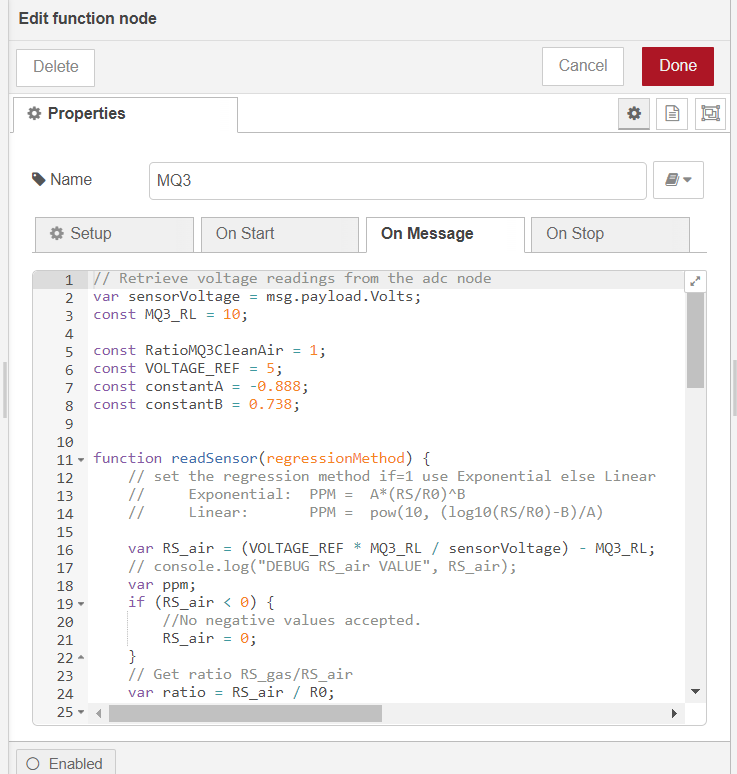 Edit function node
Delete
Cancel
Done
Properties
Name
MQ3
Setup
On Start
On Message
On Stop
1 // Retrieve voltage readings from the adc node
2 var sensorVoltage = msg.payload.Volts;
3 const MQ3_RL = 10;
4
5 const RatioMQ3CleanAir = 1;
6 const VOLTAGE_REF = 5;
7 const constantA = -0.888;
8 const constantB = 0.738;
9
10
11 function readSensor(regressionMethod) {
12 // set the regression method if=1 use Exponential else Linear
13 //     Exponential:  PPM =  A*(RS/R0)^B
14 //     Linear:       PPM =  pow(10, (log10(RS/R0)-B)/A)
15
16 var RS_air = (VOLTAGE_REF * MQ3_RL / sensorVoltage) - MQ3_RL;
17 // console.log("DEBUG RS_air VALUE", RS_air);
18 var ppm;
19 if (RS_air < 0) {
20 //No negative values accepted.
21 RS_air = 0;
22 }
23 // Get ratio RS_gas/RS_air
24 var ratio = RS_air / R0;
25
Enabled